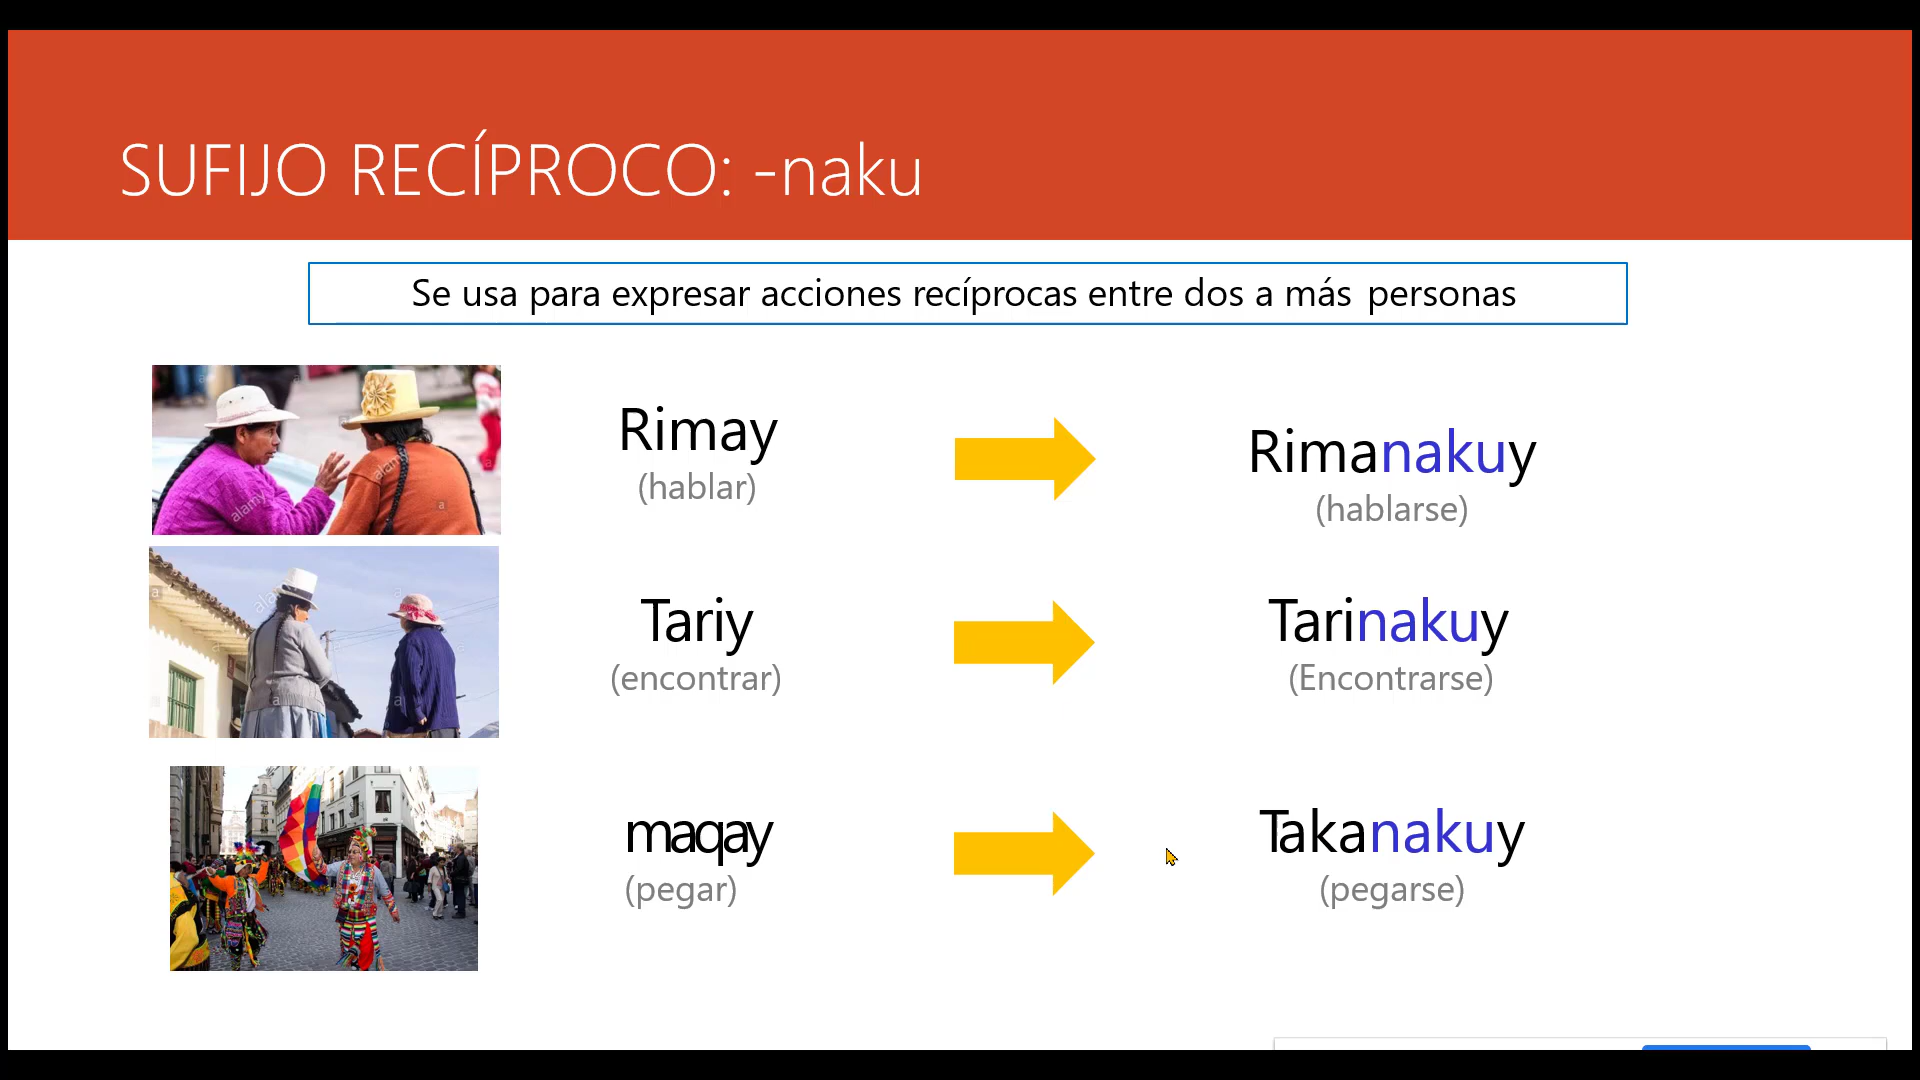 SUFIJO RECÍPROCO: -naku
Se usa para expresar acciones recíprocas entre dos a más personas
Rimay
(hablar)
Rimanakuy
(hablarse)
Tariy
(encontrar)
Tarinakuy
(Encontrarse)
maqay
(pegar)
Takanakuy
(pegarse)
alamy